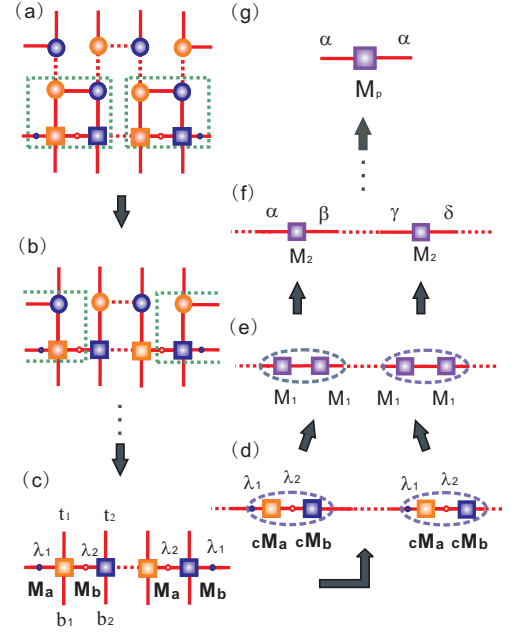 (a)
(g)
α α
Mp
(f)
α β γ δ
M2 M2
(b)
(e)
M1 M1 M1 M1
(d)
λ1 λ2 λ1 λ2
cMa cMb cMa cMb
(c)
t1 t2
λ1 λ2 λ2 λ1
Ma Mb Ma Mb
b1 b2